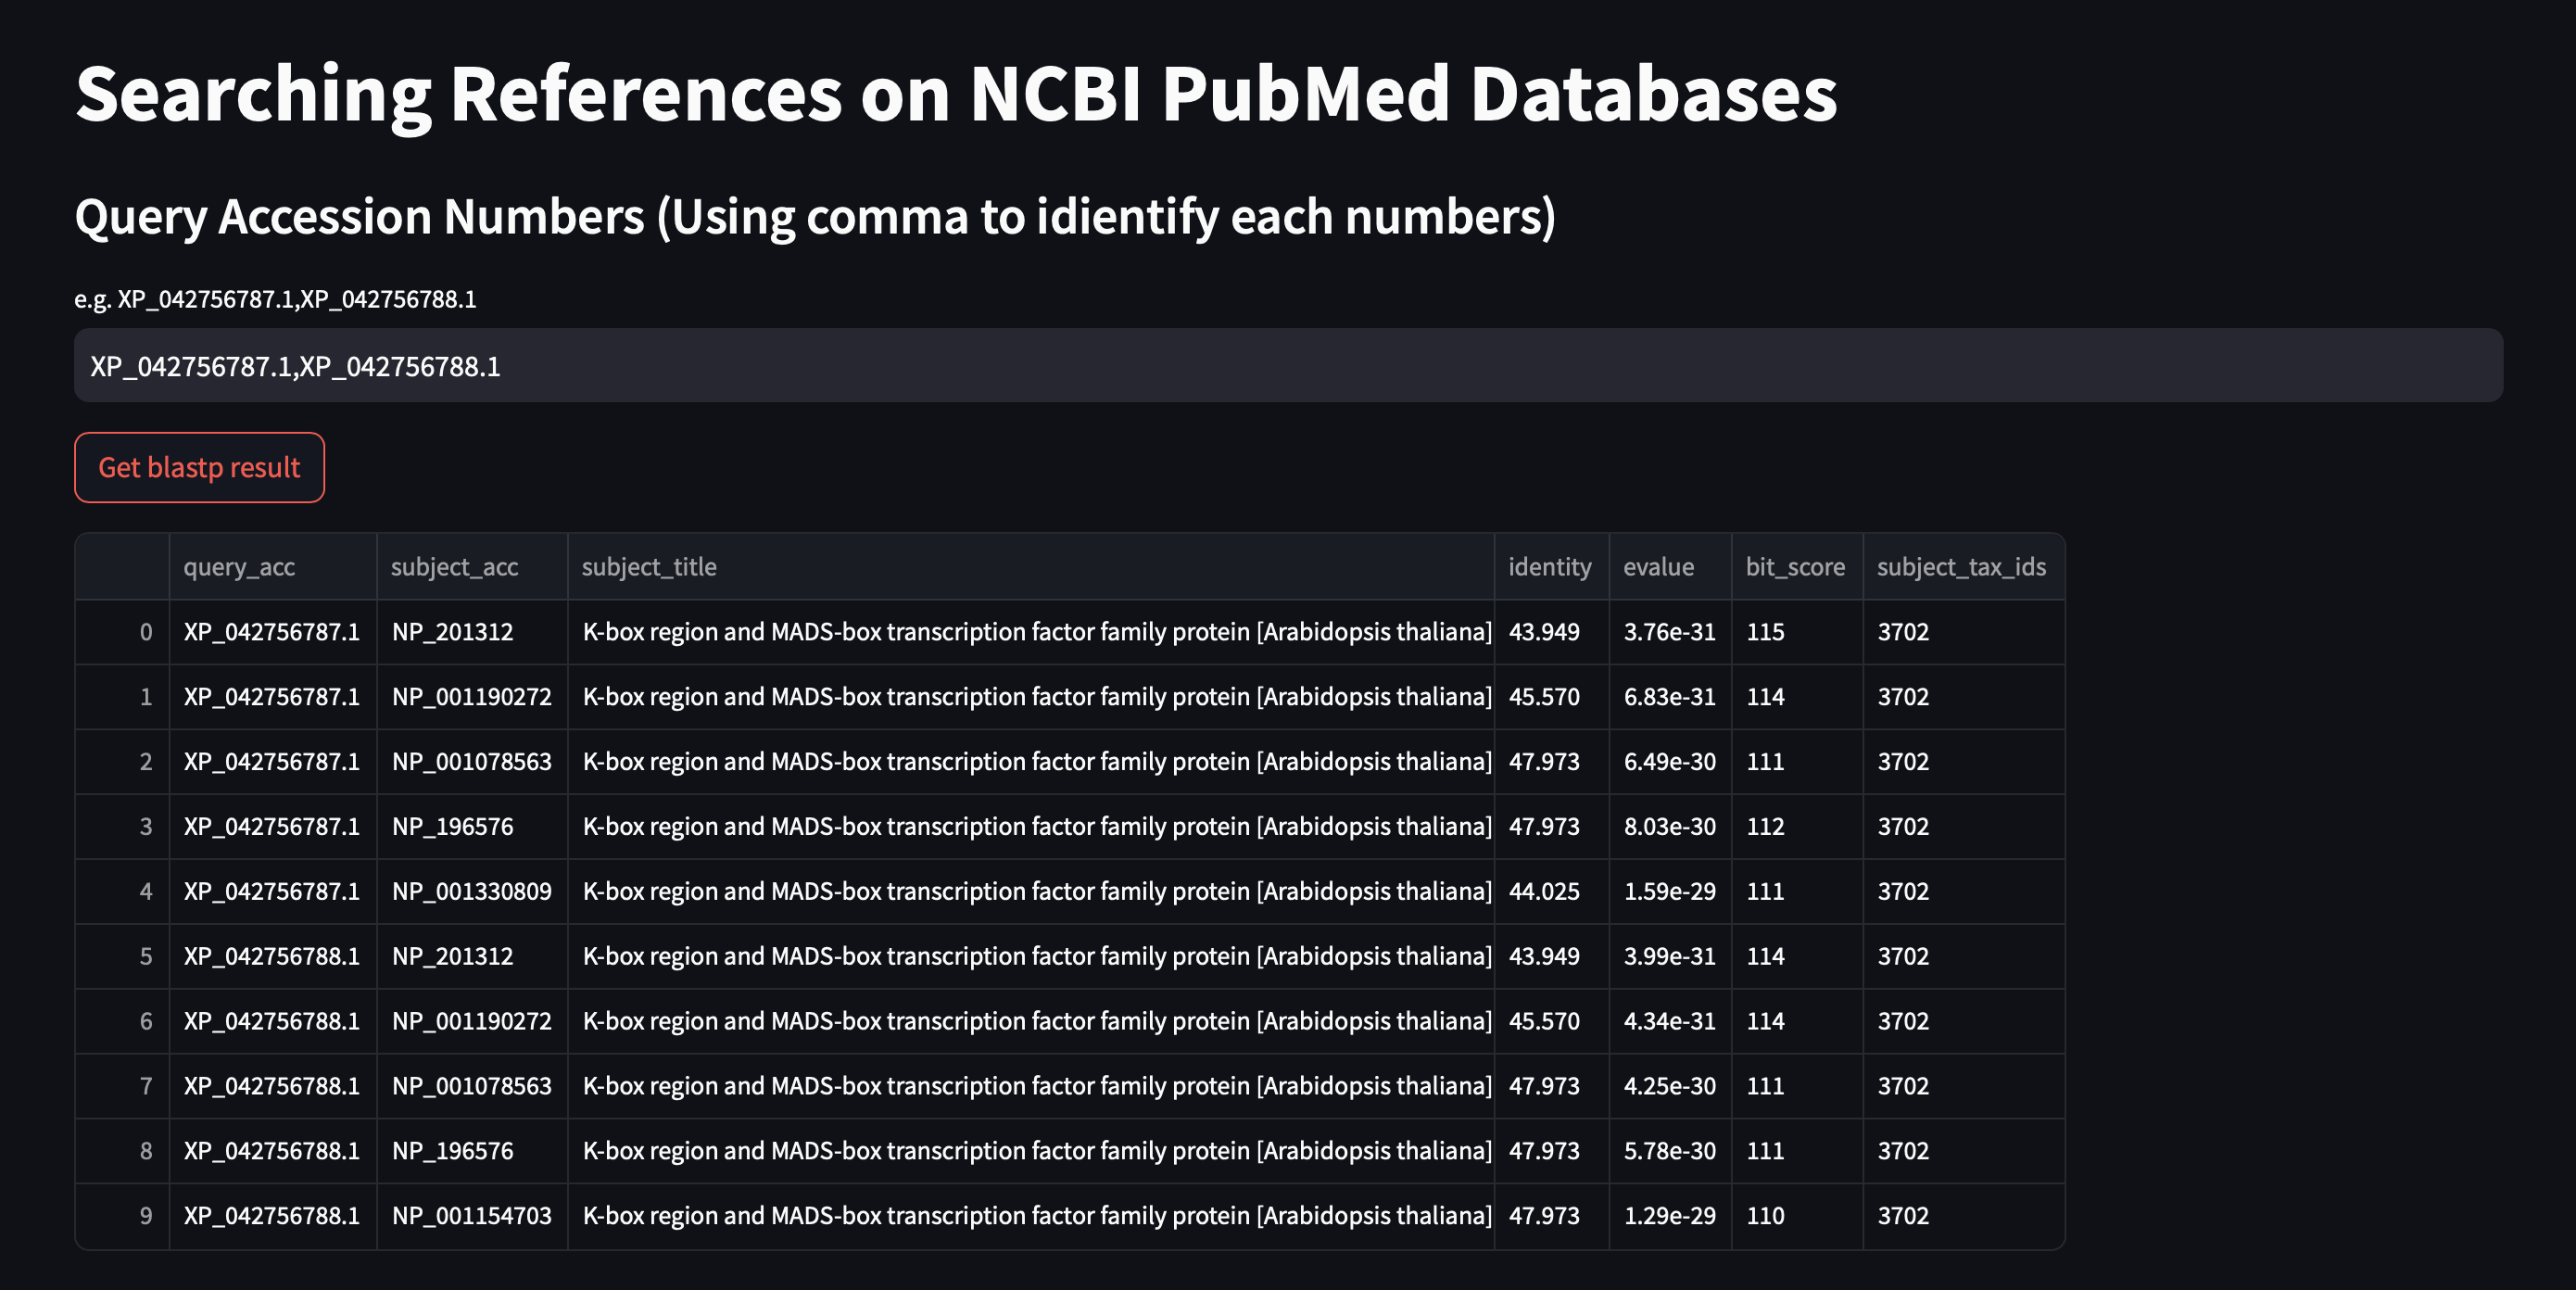 Searching References on NCBI PubMed Databases
Query Accession Numbers (Using comma to idientify each numbers)
e.g. XP_042756787.1,XP_042756788.1
XP_042756787.1,XP_042756788.1
Get blastp result
query_acc subject_acc subject_title identity evalue bit_score subject_tax_ids
0 XP_042756787.1 NP_201312 K-box region and MADS-box transcription factor family protein [Arabidopsis thaliana] 43.949 3.76e-31 115 3702
1 XP_042756787.1 NP_001190272 K-box region and MADS-box transcription factor family protein [Arabidopsis thaliana] 45.570 6.83e-31 114 3702
2 XP_042756787.1 NP_001078563 K-box region and MADS-box transcription factor family protein [Arabidopsis thaliana] 47.973 6.49e-30 111 3702
3 XP_042756787.1 NP_196576 K-box region and MADS-box transcription factor family protein [Arabidopsis thaliana] 47.973 8.03e-30 112 3702
4 XP_042756787.1 NP_001330809 K-box region and MADS-box transcription factor family protein [Arabidopsis thaliana] 44.025 1.59e-29 111 3702
5 XP_042756788.1 NP_201312 K-box region and MADS-box transcription factor family protein [Arabidopsis thaliana] 43.949 3.99e-31 114 3702
6 XP_042756788.1 NP_001190272 K-box region and MADS-box transcription factor family protein [Arabidopsis thaliana] 45.570 4.34e-31 114 3702
7 XP_042756788.1 NP_001078563 K-box region and MADS-box transcription factor family protein [Arabidopsis thaliana] 47.973 4.25e-30 111 3702
8 XP_042756788.1 NP_196576 K-box region and MADS-box transcription factor family protein [Arabidopsis thaliana] 47.973 5.78e-30 111 3702
9 XP_042756788.1 NP_001154703 K-box region and MADS-box transcription factor family protein [Arabidopsis thaliana] 47.973 1.29e-29 110 3702